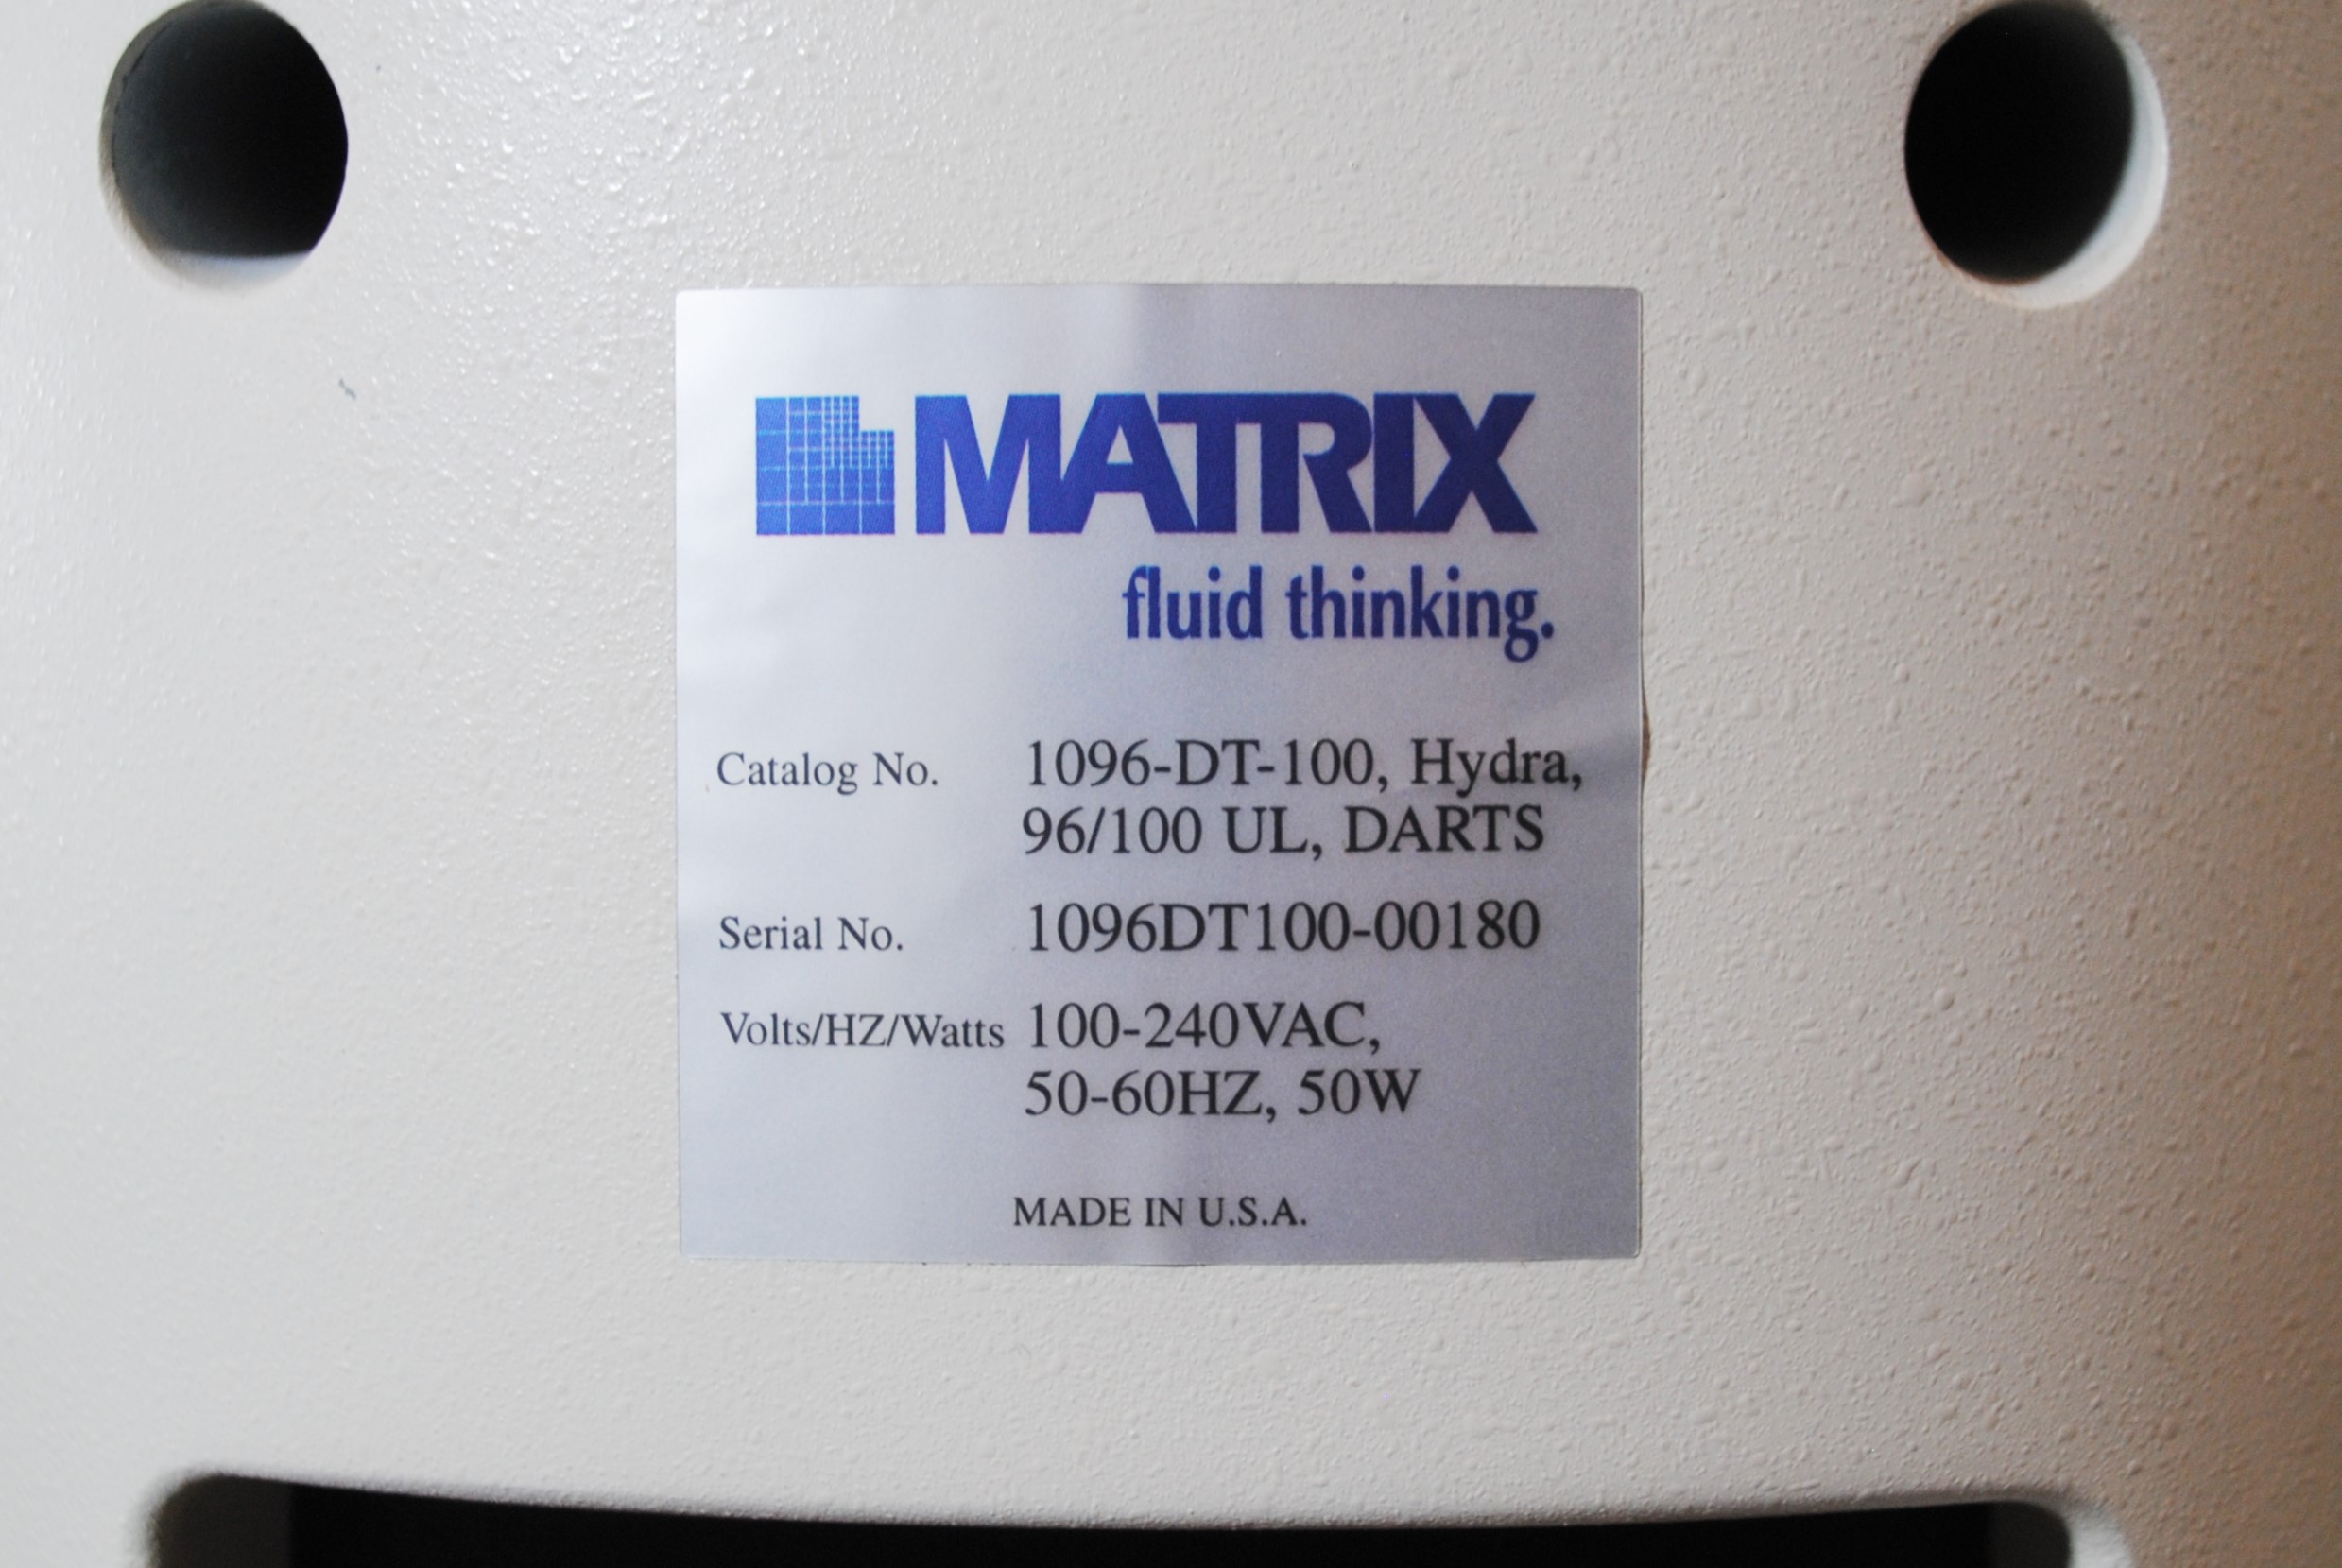 MATRIX
fluid thinking.
Catalog No. 1096-DT-100, Hydra,
96/100 UL, DARTS
Serial No. 1096DT100-00180
Volts/HZ/Watts 100-240VAC,
50-60HZ, 50W
MADE IN U.S.A.